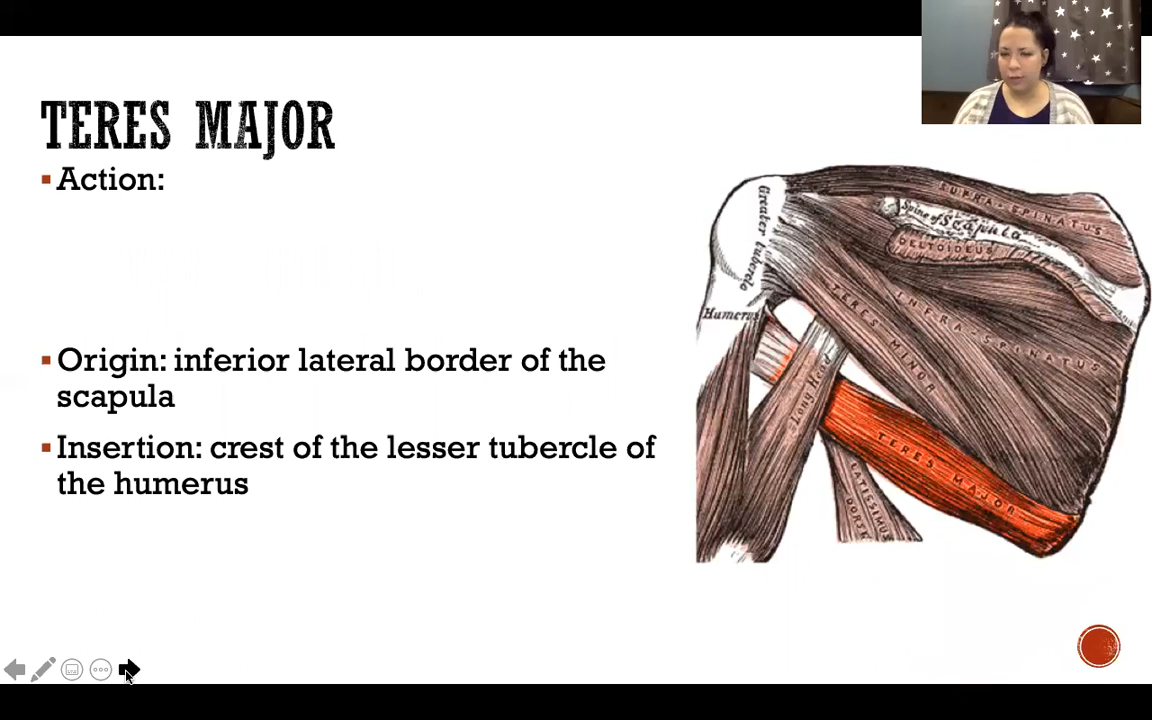 TERES MAJOR
Action:
Origin: inferior lateral border of the
scapula
Insertion: crest of the lesser tubercle of
the humerus
SUPRA-SPINATUS
Spine of Scapula
DELTOIDEUS
Greater tubercle
Humerus
INFRA-SPINATUS
TERES MINOR
Long Head
TERES MAJOR
LATISSIMUS
DORSI